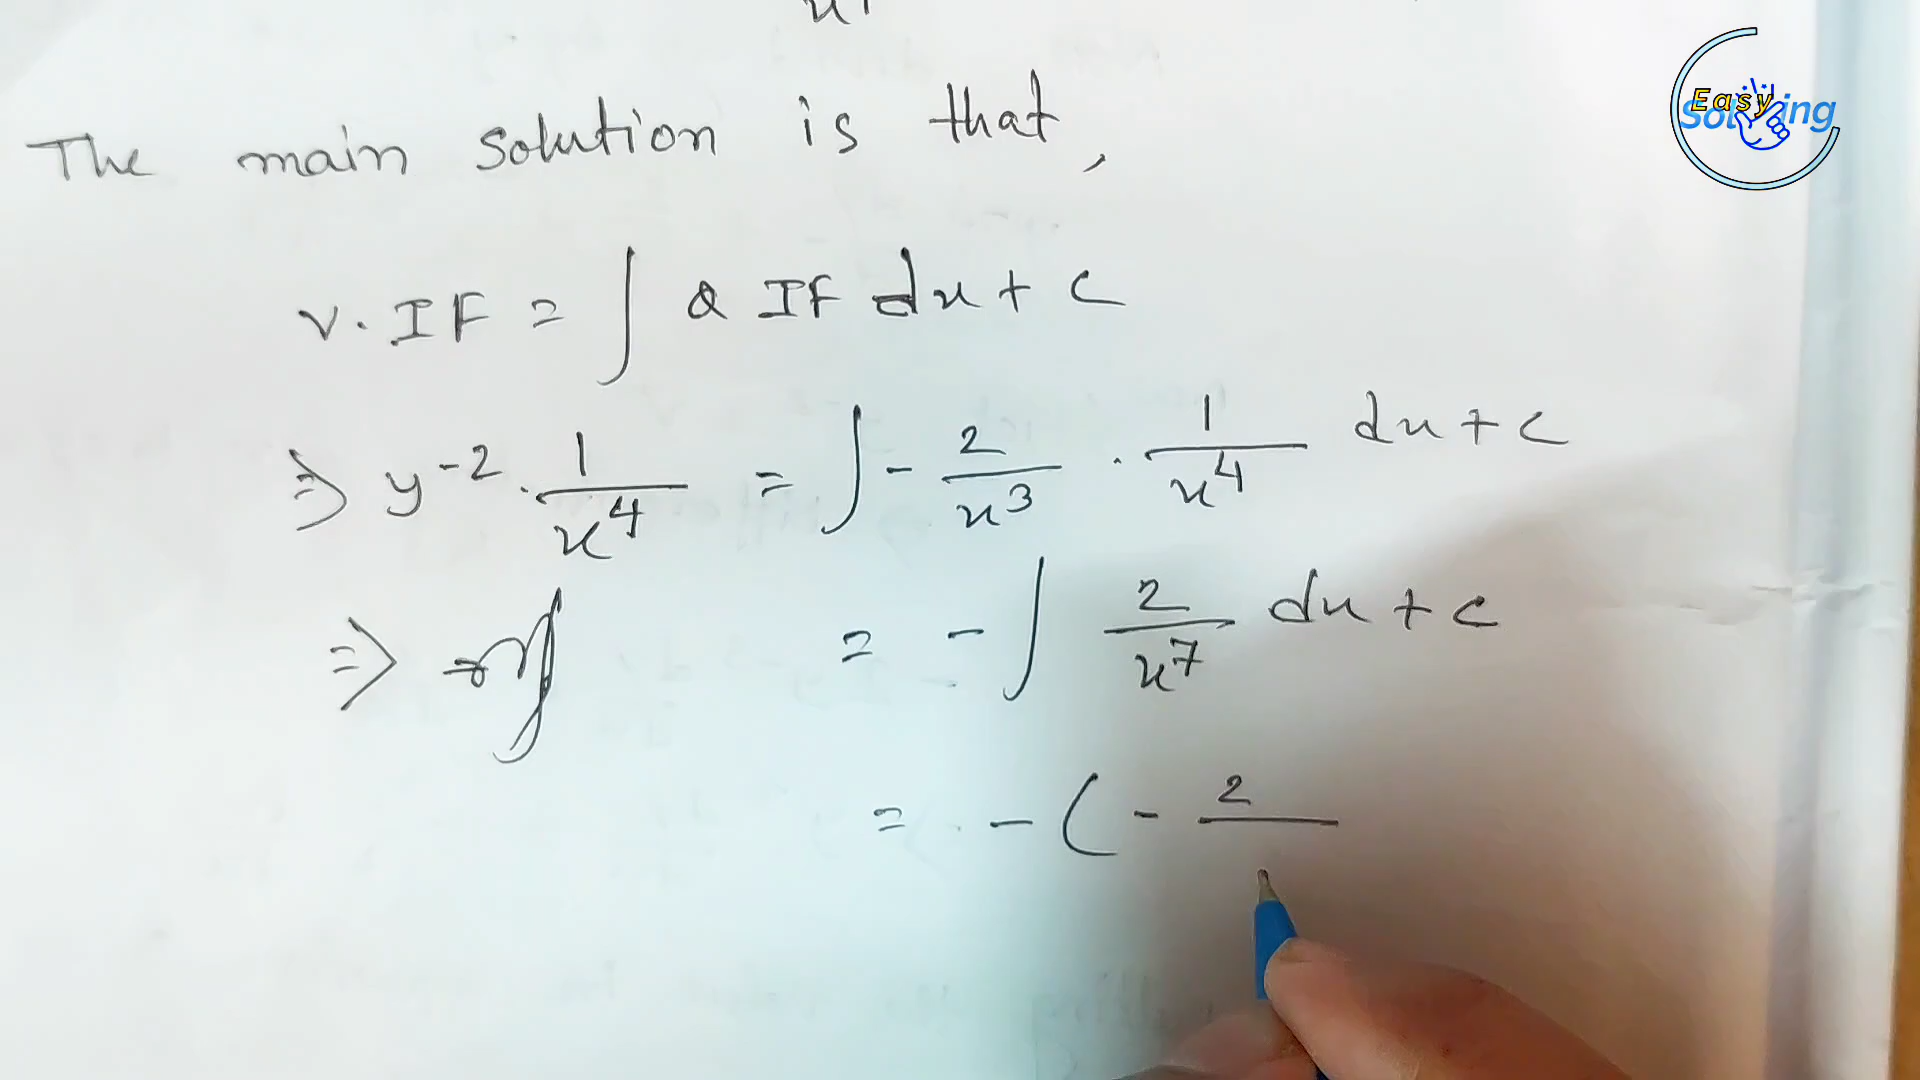 The main solution is that,
v. IF = ∫ Q IF dx + c
⇒ y⁻² · 1/x⁴ = ∫ - 2/x³ · 1/x⁴ dx + c
⇒ = - ∫ 2/x⁷ dx + c
= - ( - 2
Easy Solving